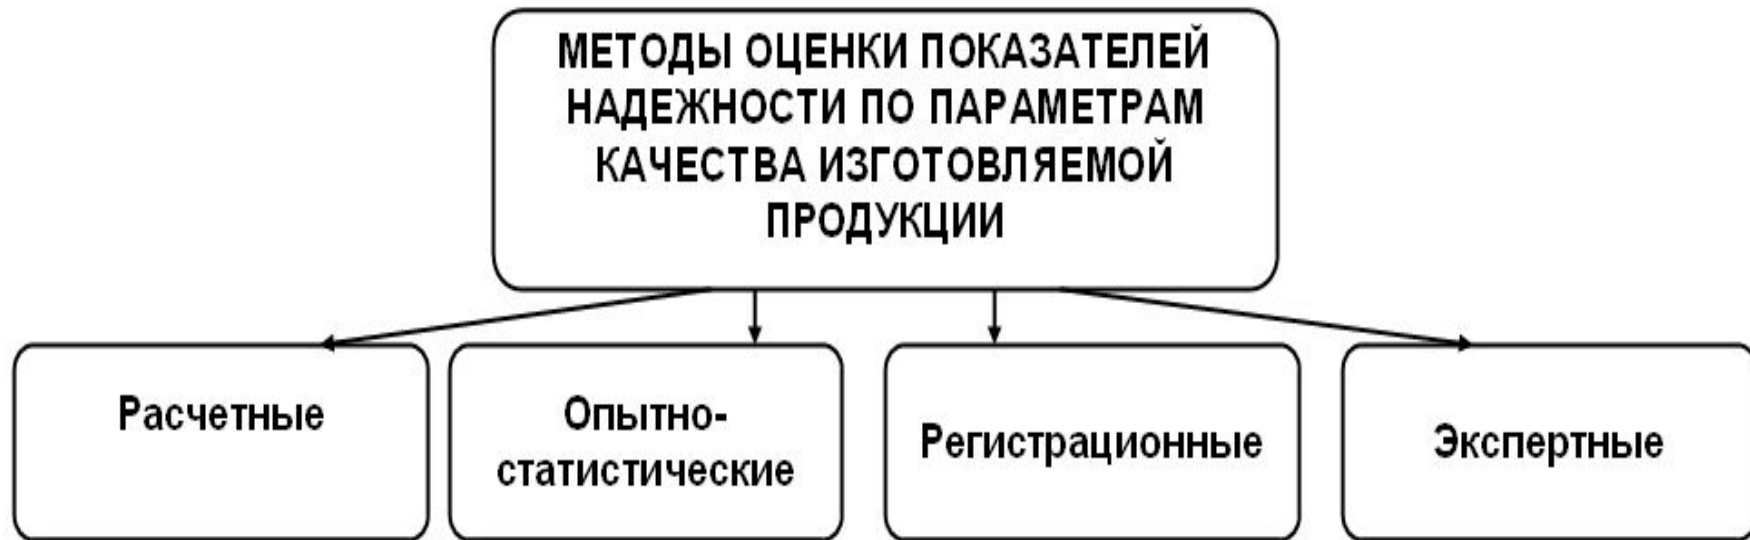 МЕТОДЫ ОЦЕНКИ ПОКАЗАТЕЛЕЙ
НАДЕЖНОСТИ ПО ПАРАМЕТРАМ
КАЧЕСТВА ИЗГОТОВЛЯЕМОЙ
ПРОДУКЦИИ
Расчетные
Опытно-
статистические
Регистрационные
Экспертные